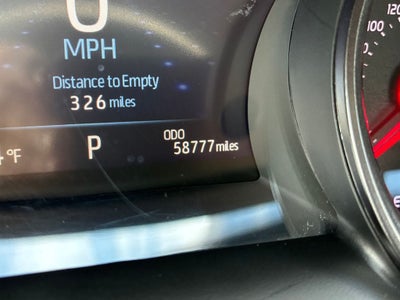 0
MPH
Distance to Empty
326 miles
°F
P
ODO
58777 miles
120
100